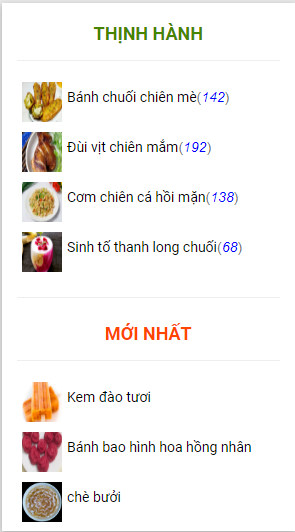 THỊNH HÀNH
Bánh chuối chiên mè(142)
Đùi vịt chiên mắm(192)
Cơm chiên cá hồi mặn(138)
Sinh tố thanh long chuối(68)
MỚI NHẤT
Kem đào tươi
Bánh bao hình hoa hồng nhân
chè bưởi